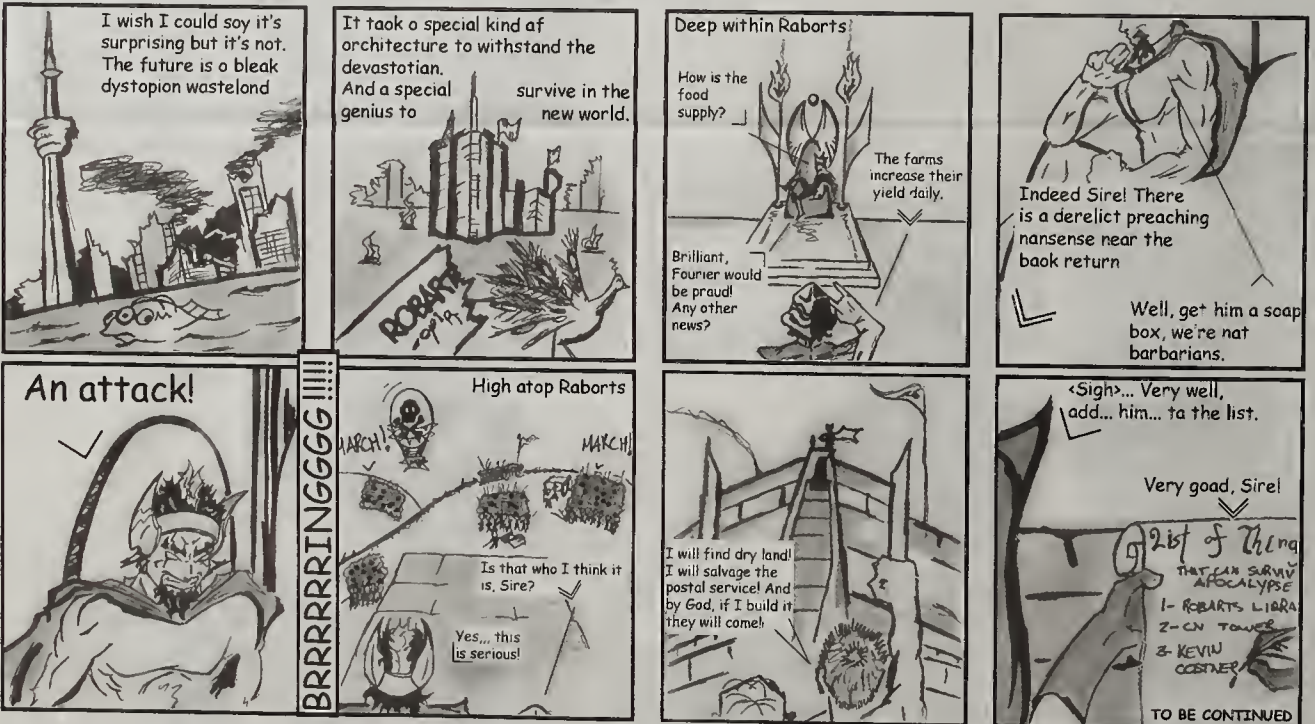 I wish I could soy it's
surprising but it's not.
The future is o bleak
dystopion wastelond
It taok o special kind af
orchitecture to withstand the
devastotian.
And a special survive in the
genius to new world.
ROBARTS
Deep within Raborts
How is the
food
supply?
The farms
increase their
yield daily.
Brilliant,
Fourier would
be praud!
Any other
news?
Indeed Sire! There
is a derelict preaching
nansense near the
baok return
Well, get him a soap
box, we're nat
barbarians.
An attack!
BRRRRRRINGGGG !!!!!
High atop Raborts
MARCH!
MARCH!
Is that who I think it
is, Sire?
Yes,,, this
is serious!
I will find dry land!
I will salvage the
postal service! And
by God, if I build it
they will come!
<Sigh>... Very well,
add... him... ta the list.
Very goad, Sire!
List of Thing
THAT CAN SURVIV
APOCALYPSE
1- ROBARTS LIBRA
2- CN TOWER
3- KEVIN
COSTNER
TO BE CONTINUED